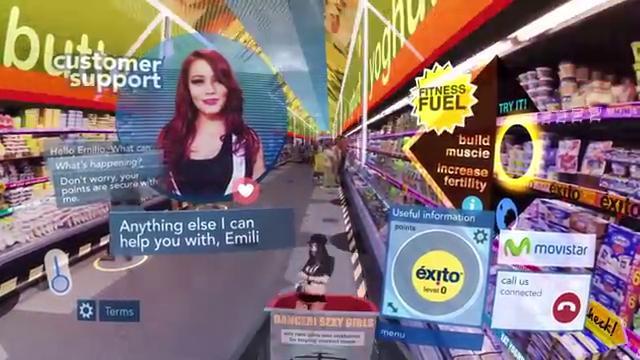 butt
yoghu
customer
support
Hello Emilio. What can
What's happening?
Don't worry, your
points are secure with
me.
Anything else I can
help you with, Emili
Terms
FITNESS
FUEL
TRY IT!
build
muscle
increase
fertility
Useful information
points
éxito
level 0
menu
movistar
call us
connected
éxito
éxito
DANGER! SEXY GIRLS
check!